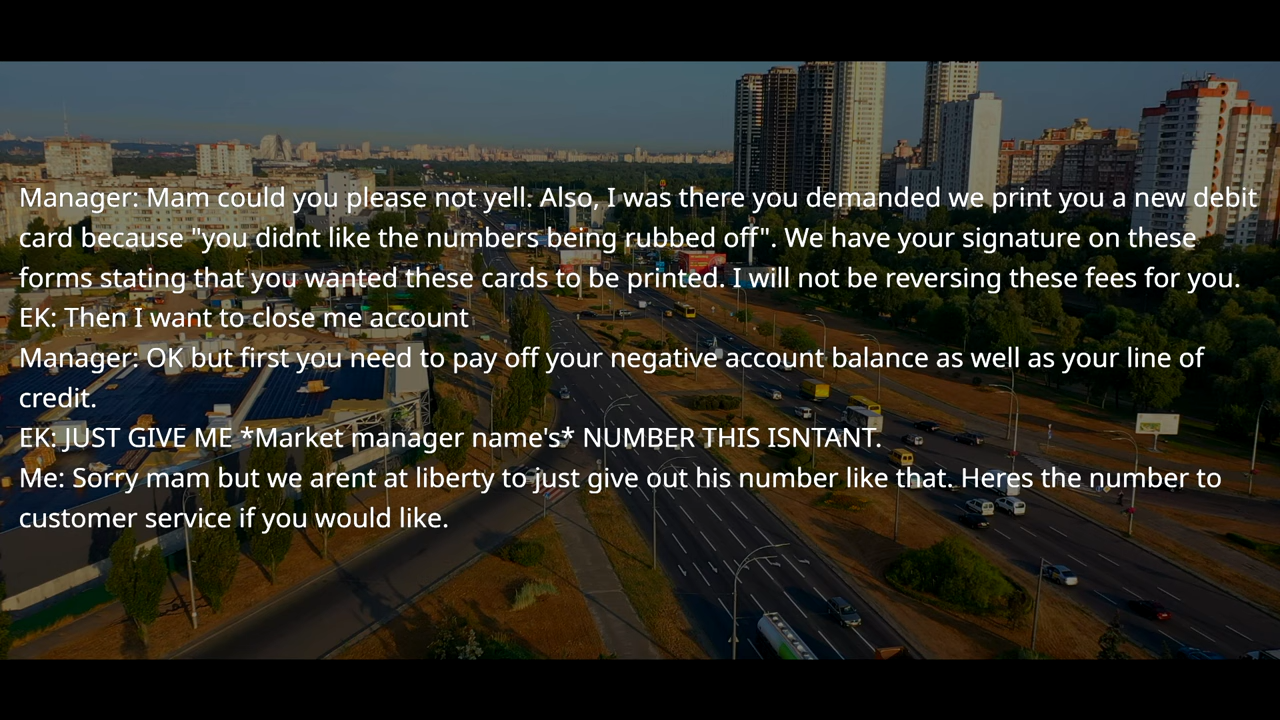 Manager: Mam could you please not yell. Also, I was there you demanded we print you a new debit
card because "you didnt like the numbers being rubbed off". We have your signature on these
forms stating that you wanted these cards to be printed. I will not be reversing these fees for you.
EK: Then I want to close me account
Manager: OK but first you need to pay off your negative account balance as well as your line of
credit.
EK: JUST GIVE ME *Market manager name's* NUMBER THIS ISNTANT.
Me: Sorry mam but we arent at liberty to just give out his number like that. Heres the number to
customer service if you would like.